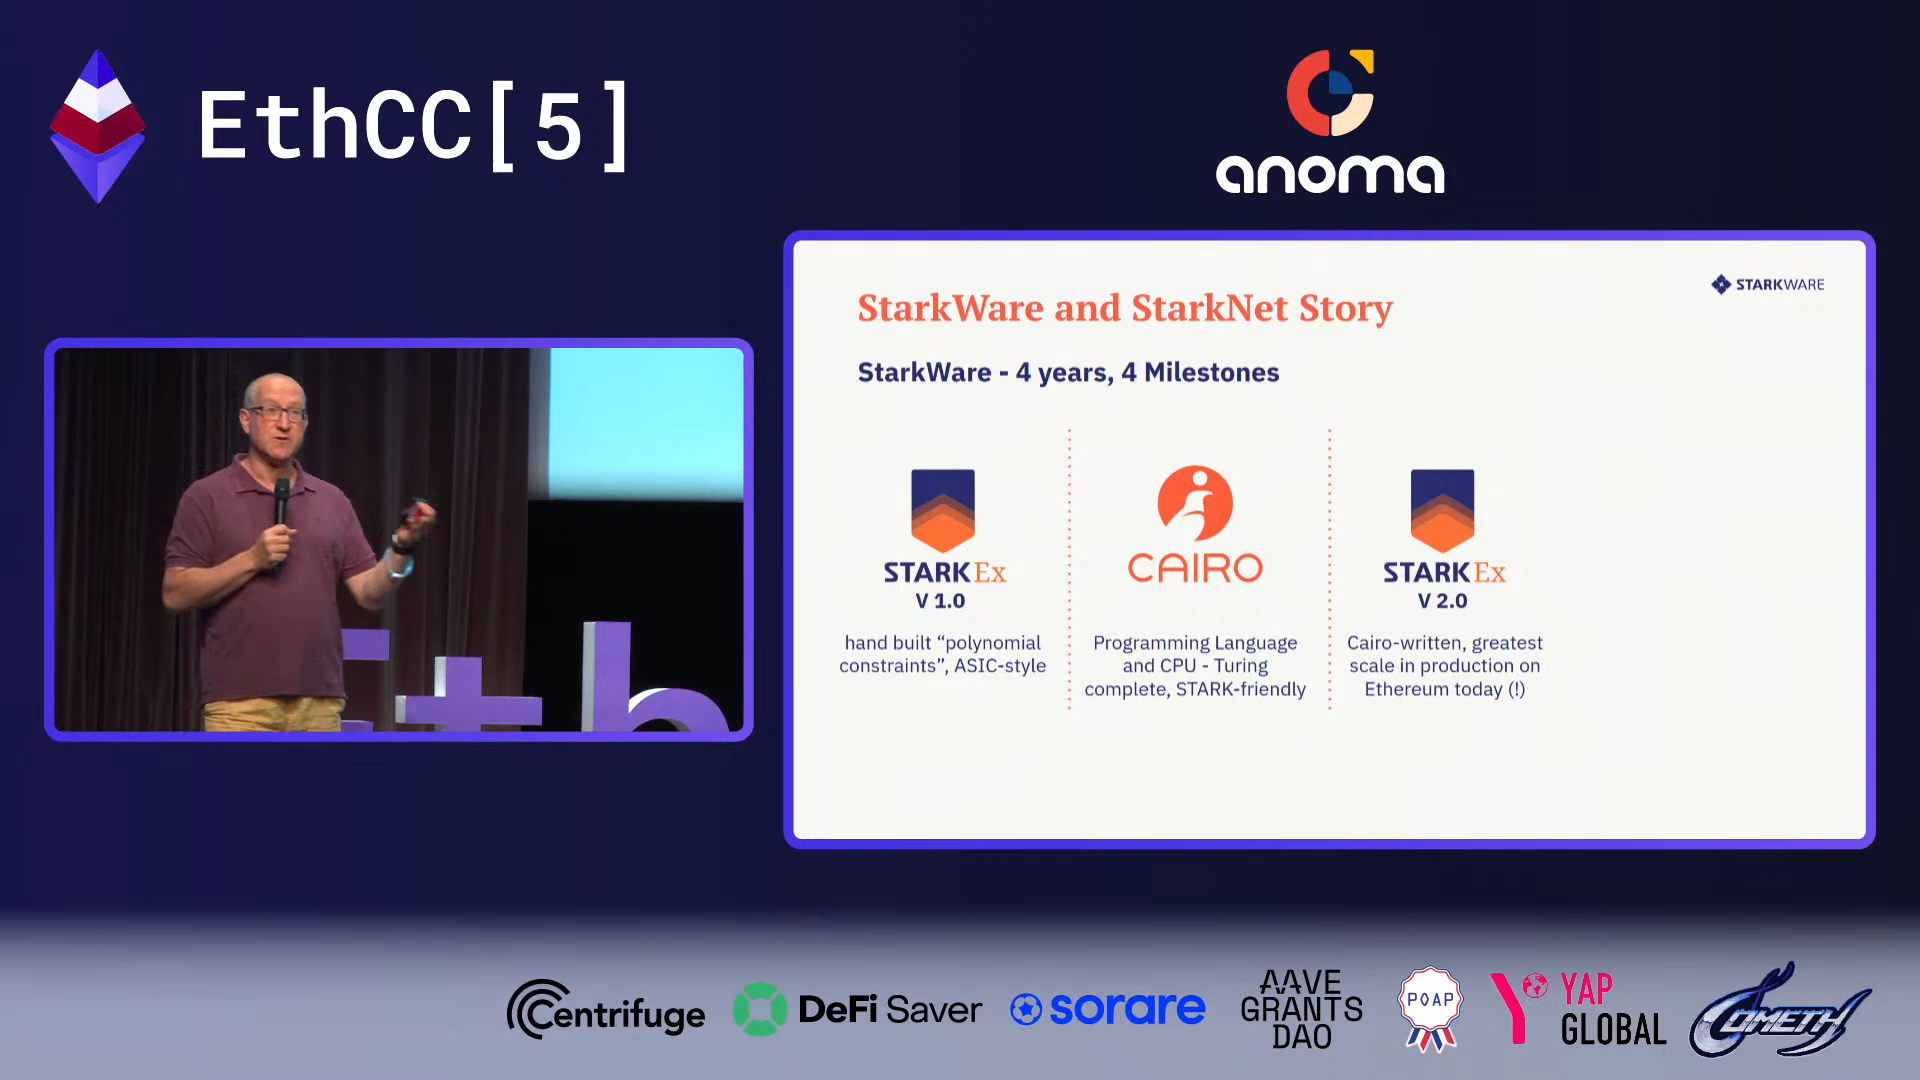 EthCC[5]
anoma
STARKWARE
StarkWare and StarkNet Story
StarkWare - 4 years, 4 Milestones
STARKEx
V 1.0
hand built “polynomial
constraints”, ASIC-style
CAIRO
Programming Language
and CPU - Turing
complete, STARK-friendly
STARKEx
V 2.0
Cairo-written, greatest
scale in production on
Ethereum today (!)
Eth
Centrifuge
DeFi Saver
sorare
AAVE
GRANTS
DAO
POAP
YAP
GLOBAL
COMETH